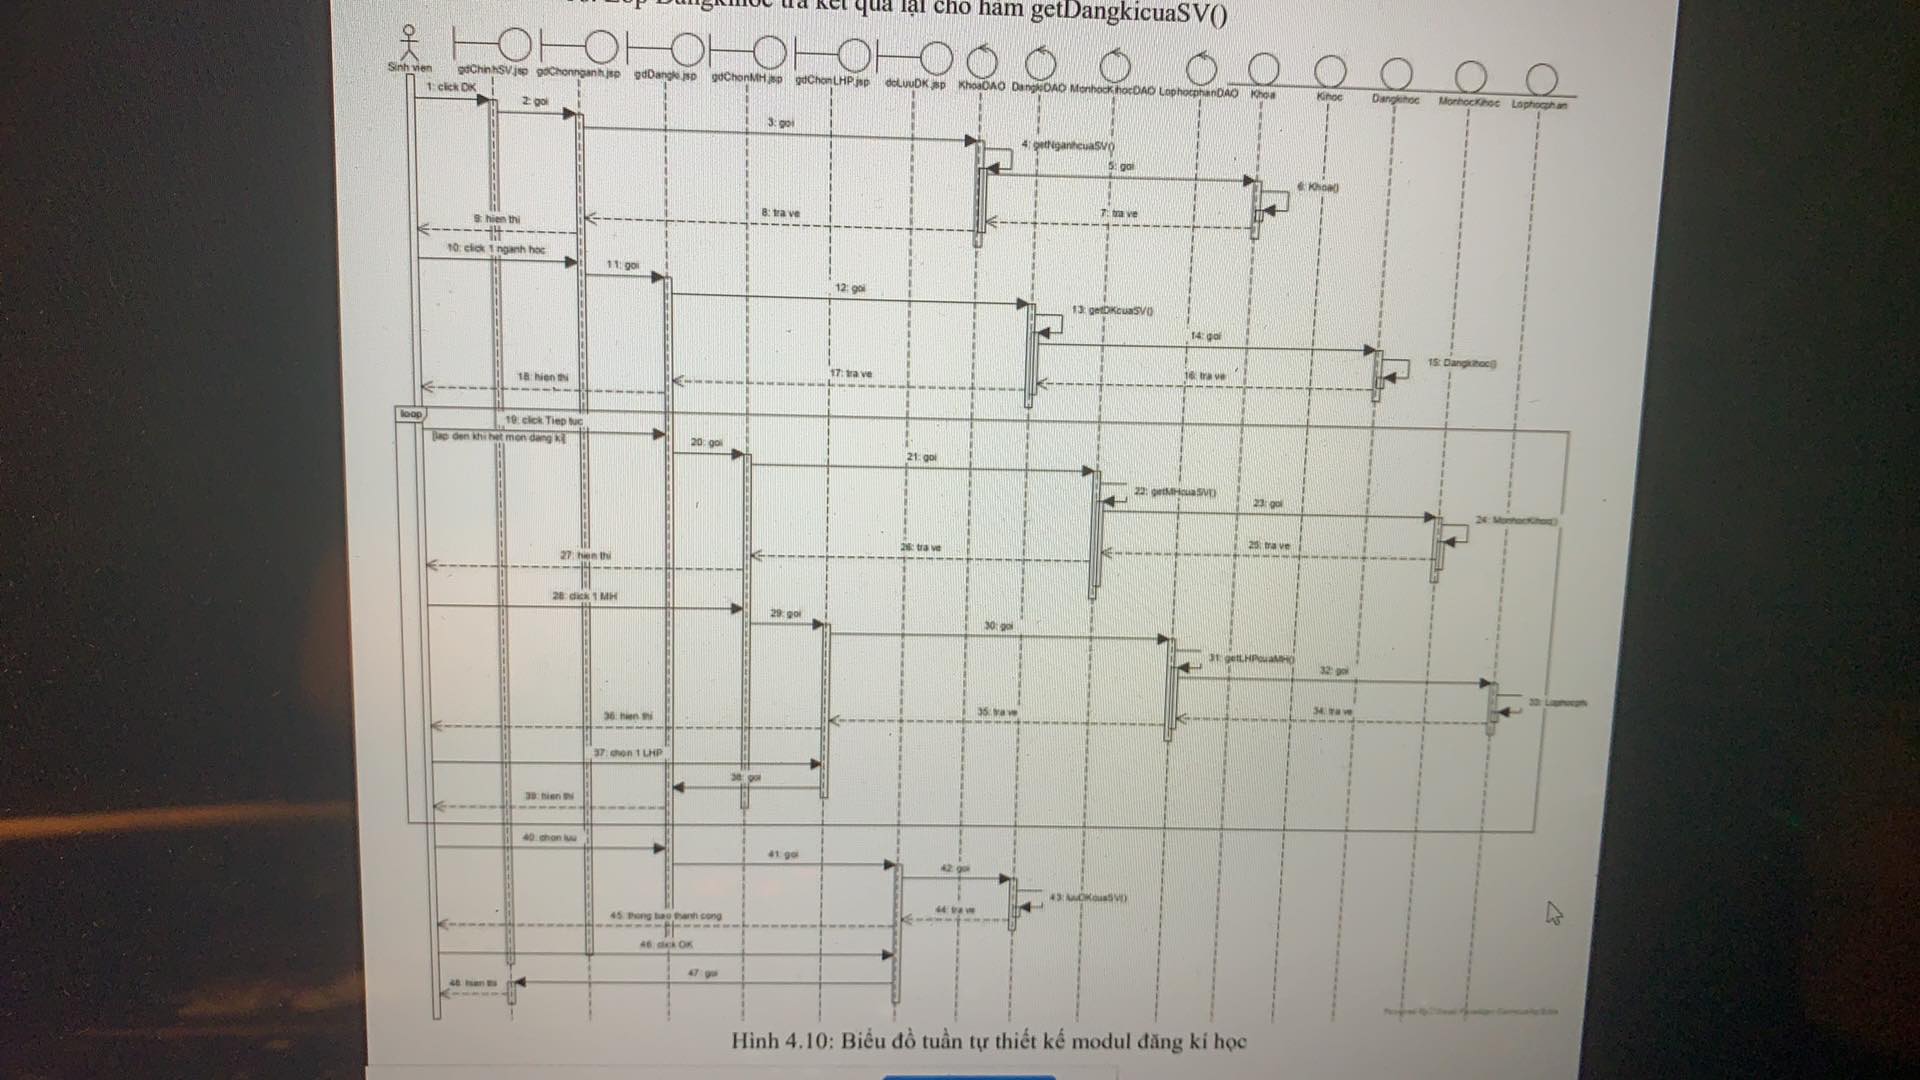 Lớp Dangkihoc trả kết quả lại cho hàm getDangkicuaSV()
Sinh vien
gdChinhSV.jsp
gdChonnganh.jsp
gdDangki.jsp
gdChonMH.jsp
gdChonLHP.jsp
doLuuDK.jsp
KhoaDAO
DangkiDAO
MonhocKihocDAO
LophocphanDAO
Khoa
Kihoc
Dangkihoc
MonhocKihoc
Lophocphan
1: click DK
2: goi
3: goi
4: getNganhcuaSV()
5: goi
6: Khoa()
7: tra ve
8: tra ve
9: hien thi
10: click 1 nganh hoc
11: goi
12: goi
13: getDKcuaSV()
14: goi
15: Dangkihoc()
16: tra ve
17: tra ve
18: hien thi
loop
19: click Tiep tuc
[lap den khi het mon dang ki]
20: goi
21: goi
22: getMHcuaSV()
23: goi
24: MonhocKihoc()
25: tra ve
26: tra ve
27: hien thi
28: click 1 MH
29: goi
30: goi
31: getLHPcuaMH()
32: goi
33: Lophocph
34: tra ve
35: tra ve
36: hien thi
37: chon 1 LHP
38: goi
39: hien thi
40: chon luu
41: goi
42: goi
43: luuDKcuaSV()
44: tra ve
45: thong bao thanh cong
46: click OK
47: goi
48: hien thi
Hình 4.10: Biểu đồ tuần tự thiết kế modul đăng kí học